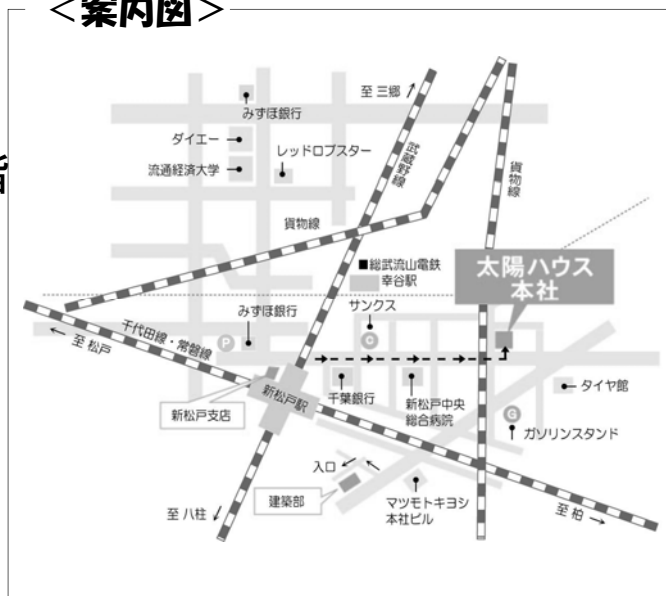 ＜案内図＞
至 三郷
みずほ銀行
ダイエー
流通経済大学
レッドロブスター
武蔵野線
貨物線
貨物線
■総武流山電鉄
幸谷駅
太陽ハウス
本社
みずほ銀行
サンクス
P
C
千代田線・常磐線
至 松戸
新松戸駅
新松戸支店
千葉銀行
新松戸中央
総合病院
タイヤ館
G
ガソリンスタンド
入口
建築部
マツモトキヨシ
本社ビル
至 八柱
至 柏